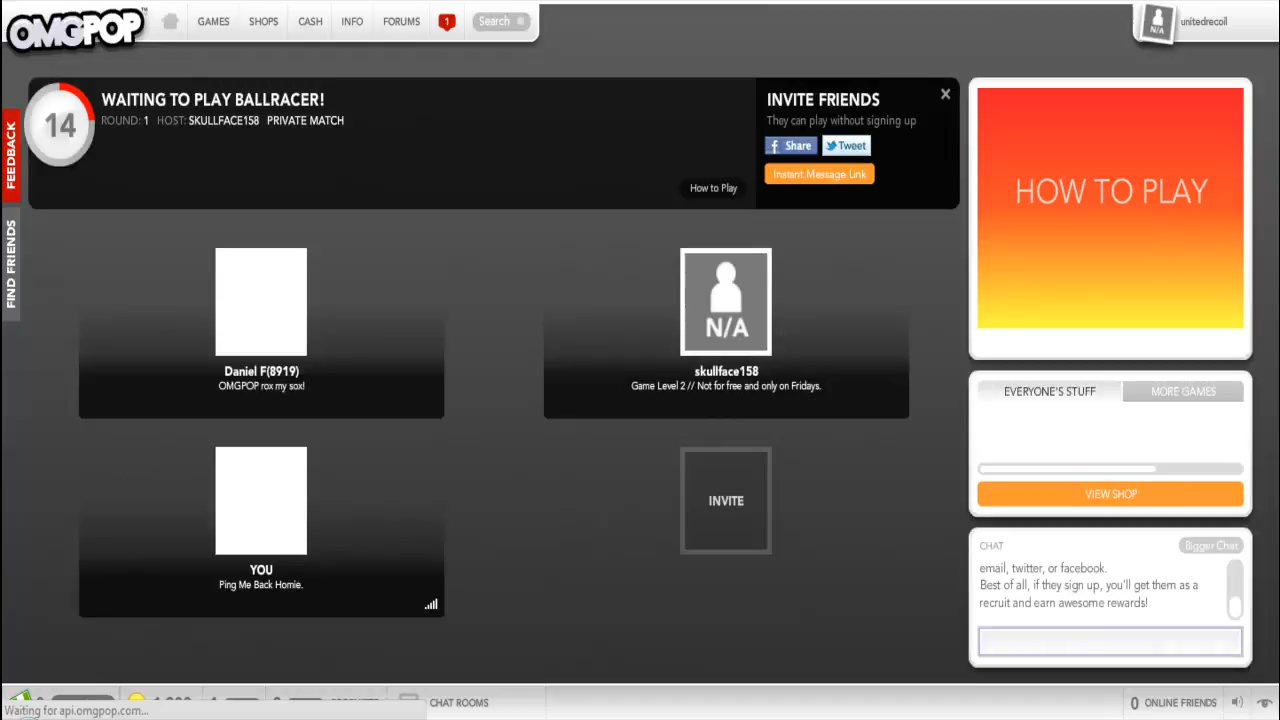 OMGPOP™
GAMES SHOPS CASH INFO FORUMS 1 Search
N/A
unitedrecoil
FEEDBACK
FIND FRIENDS
14
WAITING TO PLAY BALLRACER!
ROUND: 1 HOST: SKULLFACE158 PRIVATE MATCH
How to Play
INVITE FRIENDS
They can play without signing up
f Share Tweet
Instant Message Link
HOW TO PLAY
Daniel F(8919)
OMGPOP rox my sox!
N/A
skullface158
Game Level 2 // Not for free and only on Fridays.
YOU
Ping Me Back Homie.
INVITE
EVERYONE'S STUFF MORE GAMES
VIEW SHOP
CHAT Bigger Chat
email, twitter, or facebook.
Best of all, if they sign up, you'll get them as a
recruit and earn awesome rewards!
Waiting for api.omgpop.com...
CHAT ROOMS
0 ONLINE FRIENDS